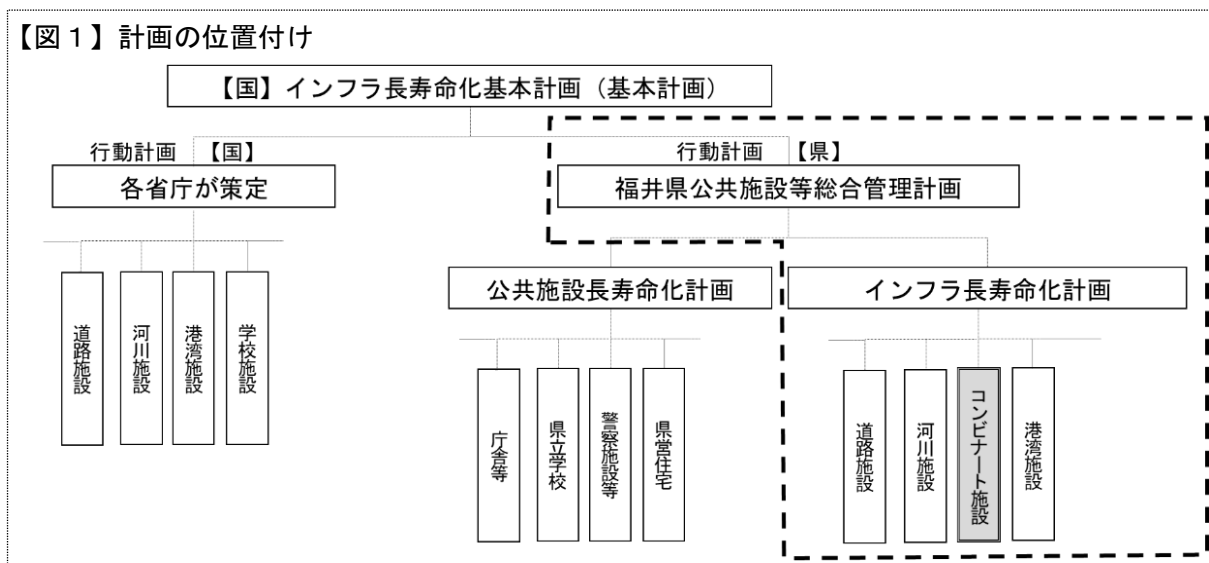 【図１】計画の位置付け
【国】インフラ長寿命化基本計画（基本計画）
行動計画 【国】
各省庁が策定
行動計画 【県】
福井県公共施設等総合管理計画
公共施設長寿命化計画
インフラ長寿命化計画
道路施設
河川施設
港湾施設
学校施設
庁舎等
県立学校
警察施設等
県営住宅
道路施設
河川施設
コンビナート施設
港湾施設